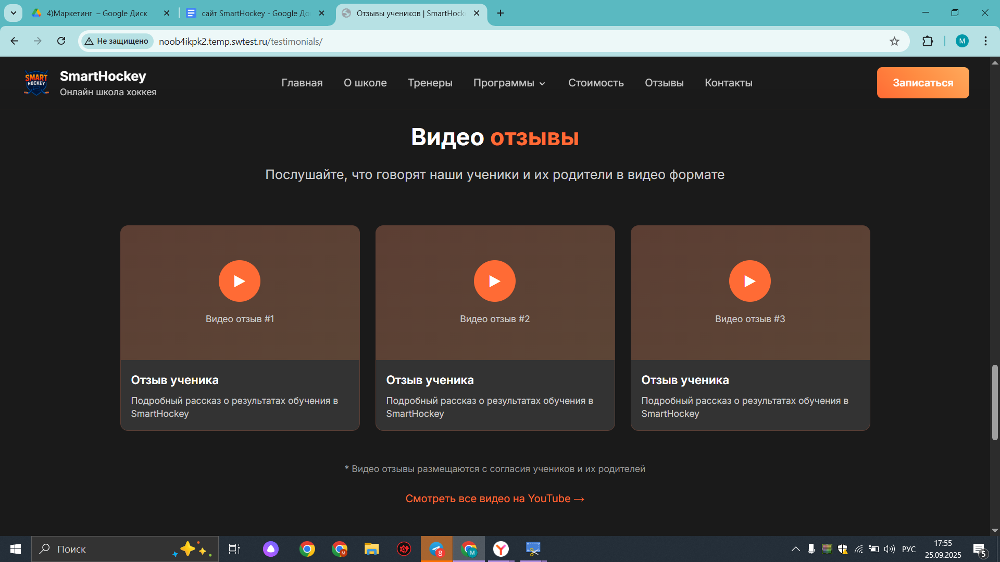 4)Маркетинг – Google Диск
сайт SmartHockey - Google До
Отзывы учеников | SmartHock
Не защищено
noob4ikpk2.temp.swtest.ru/testimonials/
M
SMART
HOCKEY
SmartHockey
Онлайн школа хоккея
Главная
О школе
Тренеры
Программы
Стоимость
Отзывы
Контакты
Записаться
Видео отзывы
Послушайте, что говорят наши ученики и их родители в видео формате
Видео отзыв #1
Видео отзыв #2
Видео отзыв #3
Отзыв ученика
Подробный рассказ о результатах обучения в
SmartHockey
Отзыв ученика
Подробный рассказ о результатах обучения в
SmartHockey
Отзыв ученика
Подробный рассказ о результатах обучения в
SmartHockey
* Видео отзывы размещаются с согласия учеников и их родителей
Смотреть все видео на YouTube →
Поиск
M
8
M
РУС
17:55
25.09.2025
5